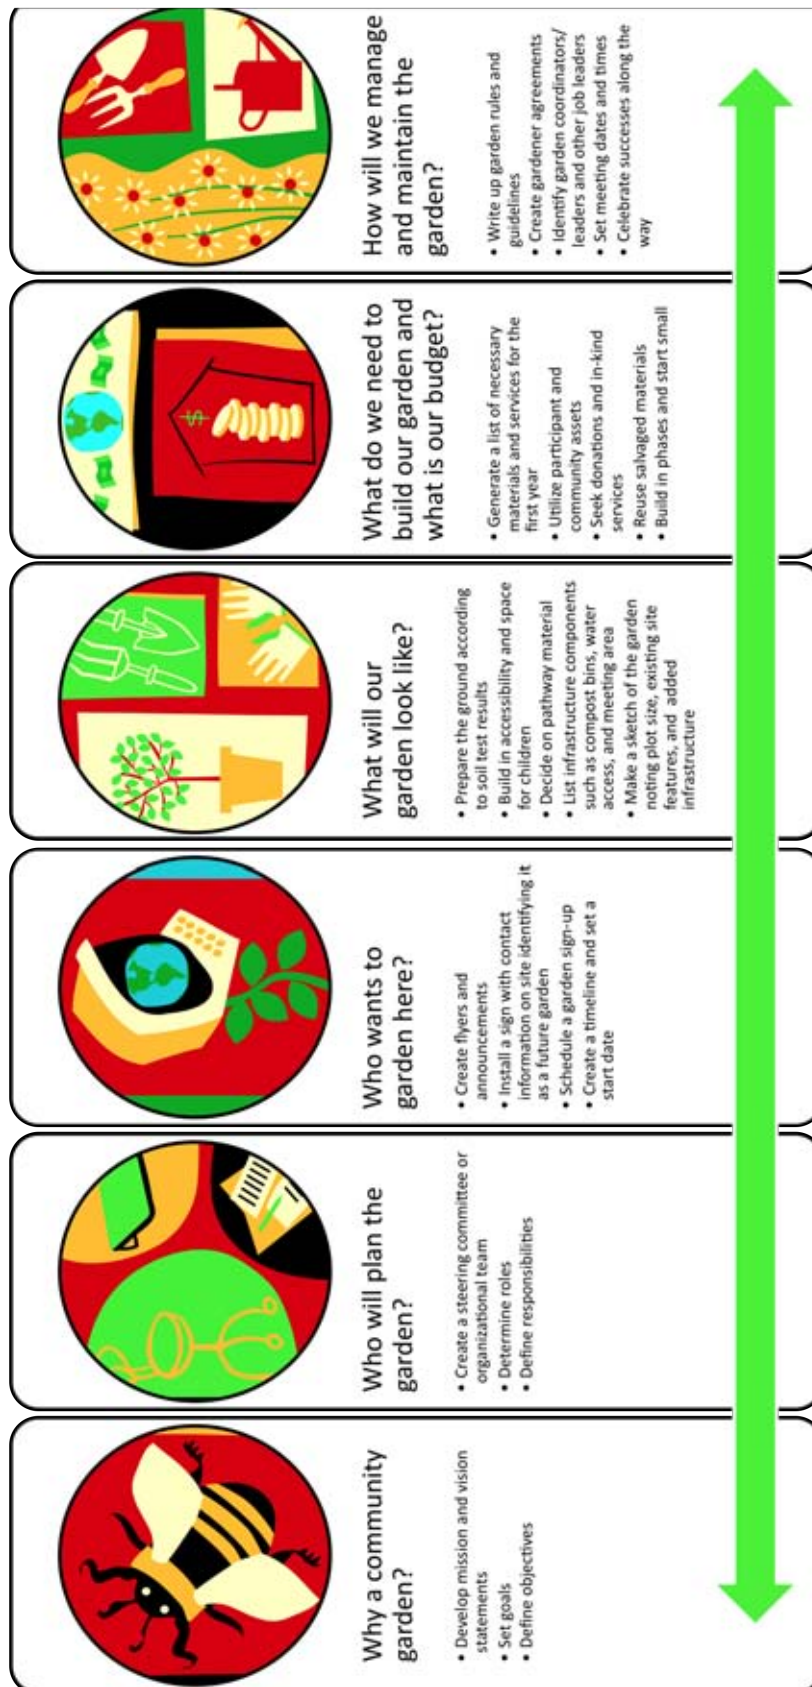 Why a community
garden?
• Develop mission and vision
statements
• Set goals
• Define objectives
Who will plan the
garden?
• Create a steering committee or
organizational team
• Determine roles
• Define responsibilities
Who wants to
garden here?
• Create flyers and
announcements
• Install a sign with contact
information on site identifying it
as a future garden
• Schedule a garden sign-up
• Create a timeline and set a
start date
What will our
garden look like?
• Prepare the ground according
to soil test results
• Build in accessibility and space
for children
• Decide on pathway material
• List infrastructure components
such as compost bins, water
access, and meeting area
• Make a sketch of the garden
noting plot size, existing site
features, and added
infrastructure
What do we need to
build our garden and
what is our budget?
• Generate a list of necessary
materials and services for the
first year
• Utilize participant and
community assets
• Seek donations and in-kind
services
• Reuse salvaged materials
• Build in phases and start small
How will we manage
and maintain the
garden?
• Write up garden rules and
guidelines
• Create gardener agreements
• Identify garden coordinators/
leaders and other job leaders
• Set meeting dates and times
• Celebrate successes along the
way
$